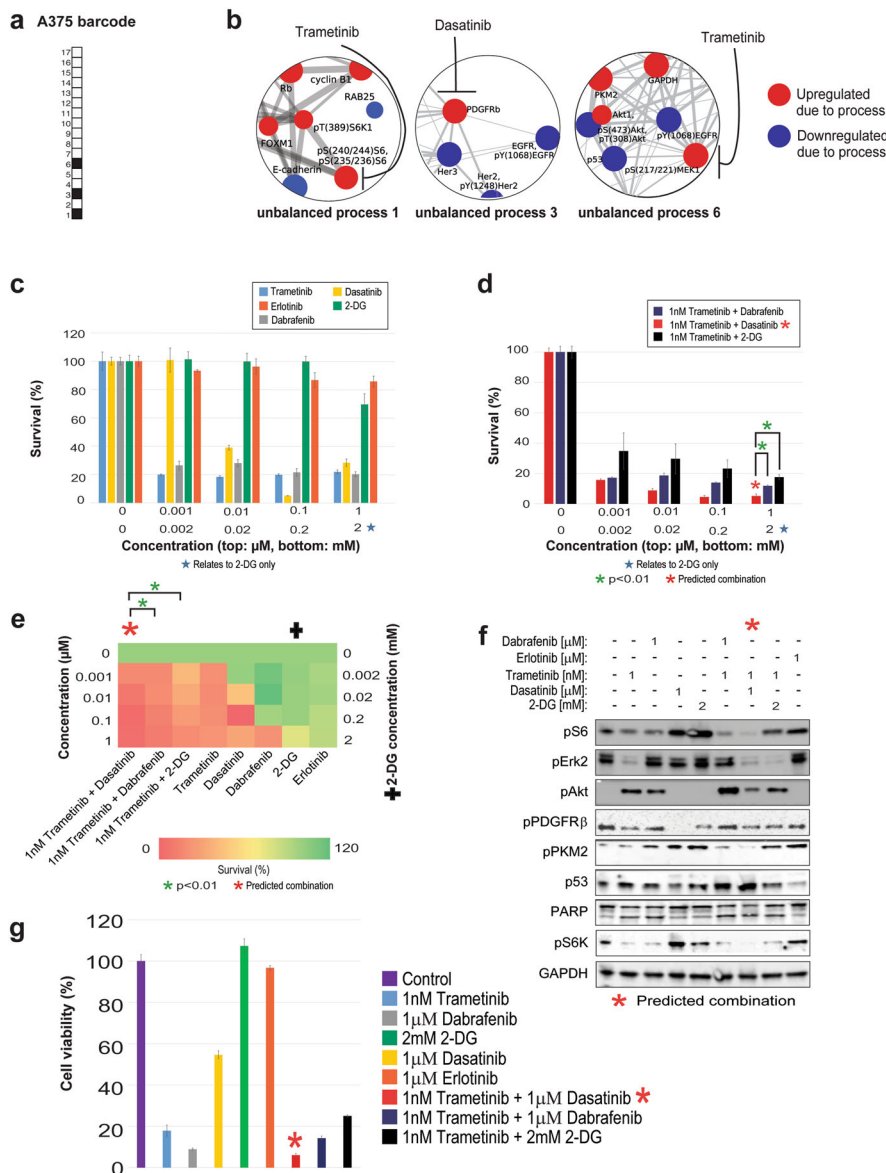 a A375 barcode
17
16
15
14
13
12
11
10
9
8
7
6
5
4
3
2
1
b
Trametinib
Dasatinib
Trametinib
Rb
cyclin B1
RAB25
pT(389)S6K1
FOXM1
pS(240/244)S6,
pS(235/236)S6
E-cadherin
unbalanced process 1
PDGFRb
EGFR,
pY(1068)EGFR
Her3
Her2,
pY(1248)Her2
unbalanced process 3
GAPDH
PKM2
Akt1,
pS(473)Akt,
pT(308)Akt
pY(1068)EGFR
p53
pS(217/221)MEK1
unbalanced process 6
Upregulated
due to process
Downregulated
due to process
c
Trametinib Dasatinib
Erlotinib 2-DG
Dabrafenib
Survival (%)
120
100
80
60
40
20
0
0 0.001 0.01 0.1 1
0 0.002 0.02 0.2 2 ★
Concentration (top: µM, bottom: mM)
★ Relates to 2-DG only
d
1nM Trametinib + Dabrafenib
1nM Trametinib + Dasatinib *
1nM Trametinib + 2-DG
Survival (%)
100
80
60
40
20
0
*
*
*
0 0.001 0.01 0.1 1
0 0.002 0.02 0.2 2 ★
Concentration (top: µM, bottom: mM)
★ Relates to 2-DG only
* p<0.01 * Predicted combination
e
*
*
* ✚
Concentration (µM)
0
0.001
0.01
0.1
1
0
0.002
0.02
0.2
2
✚2-DG concentration (mM)
1nM Trametinib + Dasatinib
1nM Trametinib + Dabrafenib
1nM Trametinib + 2-DG
Trametinib
Dasatinib
Dabrafenib
2-DG
Erlotinib
0 120
Survival (%)
* p<0.01 * Predicted combination
f
*
Dabrafenib [µM]: - - 1 - - 1 - - -
Erlotinib [µM]: - - - - - - - - 1
Trametinib [nM]: - 1 - - - 1 1 1 -
Dasatinib [µM]: - - - 1 - - 1 - -
2-DG [mM]: - - - - 2 - - 2 -
pS6
pErk2
pAkt
pPDGFRβ
pPKM2
p53
PARP
pS6K
GAPDH
* Predicted combination
g
Cell viability (%)
120
100
80
60
40
20
0
*
Control
1nM Trametinib
1µM Dabrafenib
2mM 2-DG
1µM Dasatinib
1µM Erlotinib
1nM Trametinib + 1µM Dasatinib *
1nM Trametinib + 1µM Dabrafenib
1nM Trametinib + 2mM 2-DG